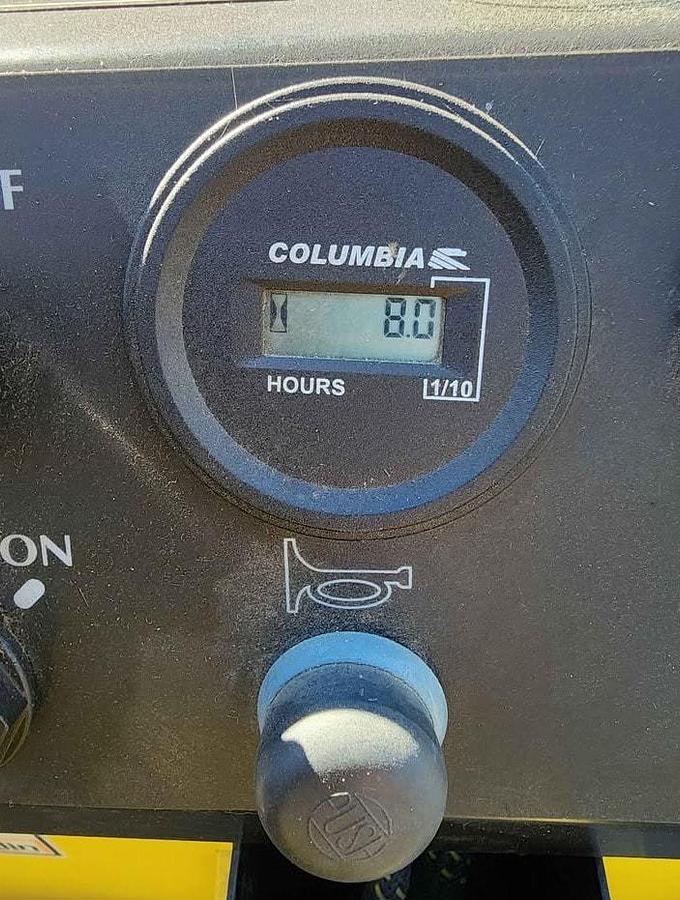 F
COLUMBIA
8.0
HOURS
1/10
ON
PUSH